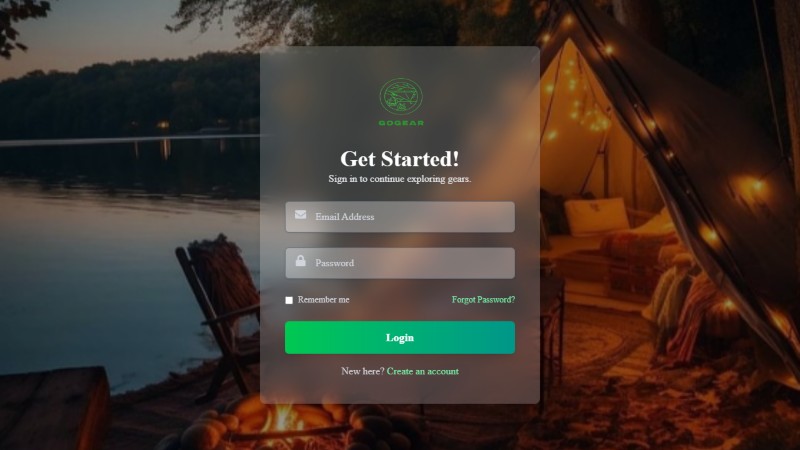 GOGEAR
Get Started!
Sign in to continue exploring gears.
Email Address
Password
Remember me
Forgot Password?
Login
New here? Create an account